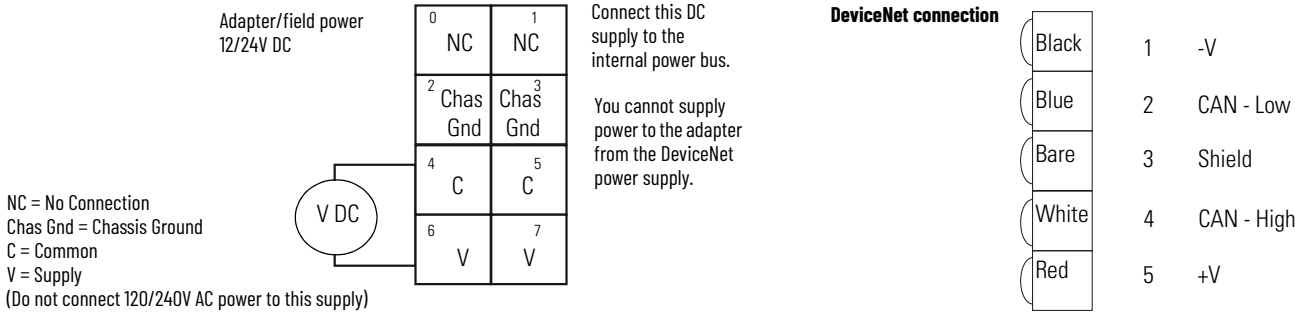 Adapter/field power
12/24V DC
0
1
NC
NC
2
3
Chas
Chas
Gnd
Gnd
4
5
C
C
6
7
V
V
V DC
NC = No Connection
Chas Gnd = Chassis Ground
C = Common
V = Supply
(Do not connect 120/240V AC power to this supply)
Connect this DC
supply to the
internal power bus.
You cannot supply
power to the adapter
from the DeviceNet
power supply.
DeviceNet connection
Black 1 -V
Blue 2 CAN - Low
Bare 3 Shield
White 4 CAN - High
Red 5 +V